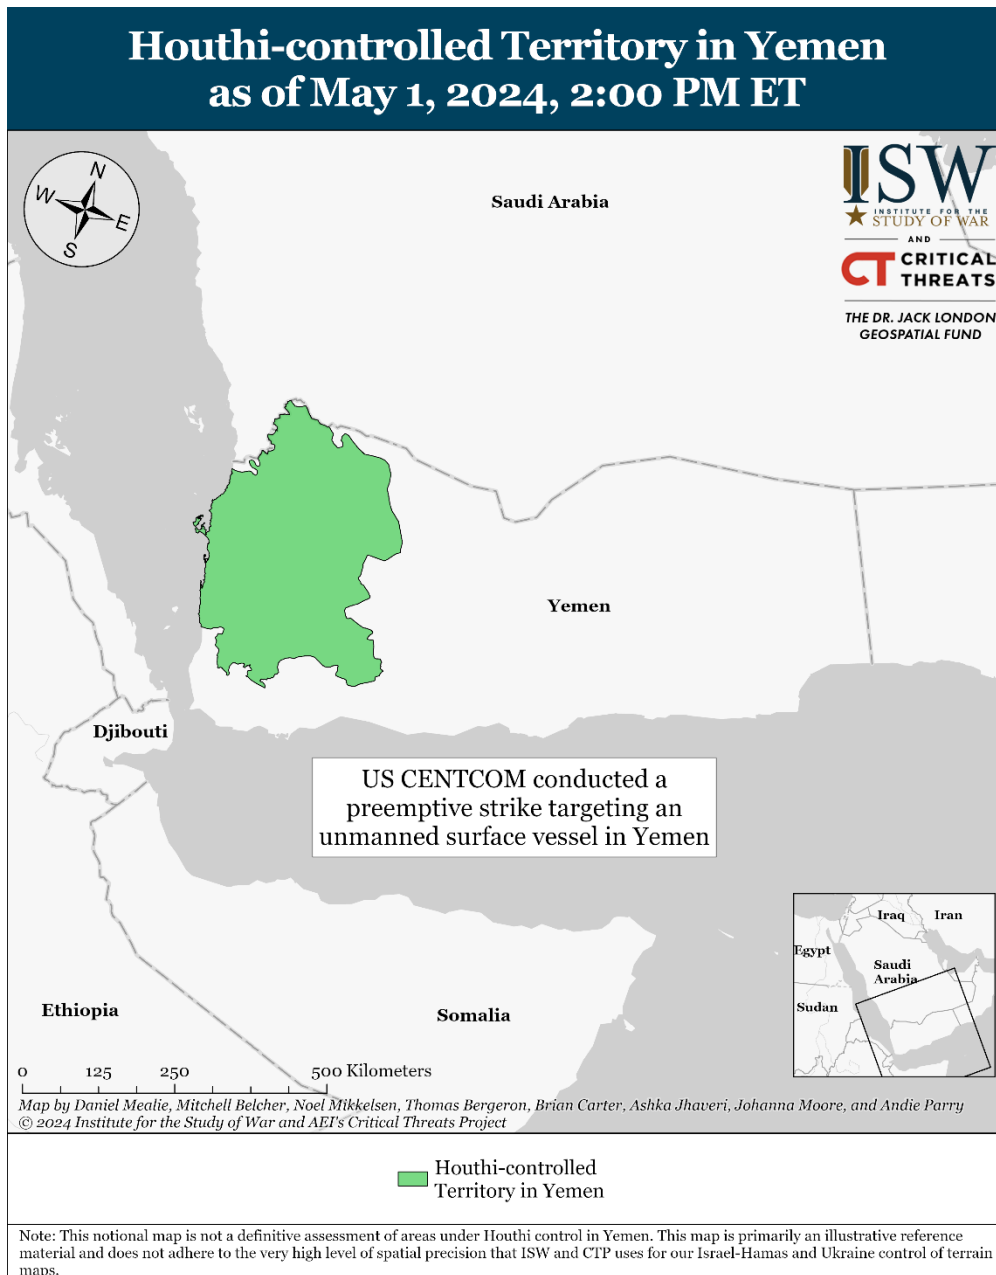 Houthi-controlled Territory in Yemen
as of May 1, 2024, 2:00 PM ET
N
W
E
S
Saudi Arabia
ISW
INSTITUTE FOR THE
STUDY OF WAR
AND
CT CRITICAL
THREATS
THE DR. JACK LONDON
GEOSPATIAL FUND
Yemen
Djibouti
US CENTCOM conducted a
preemptive strike targeting an
unmanned surface vessel in Yemen
Iraq
Iran
Egypt
Saudi
Arabia
Sudan
Ethiopia
Somalia
0 125 250 500 Kilometers
Map by Daniel Mealie, Mitchell Belcher, Noel Mikkelsen, Thomas Bergeron, Brian Carter, Ashka Jhaveri, Johanna Moore, and Andie Parry
© 2024 Institute for the Study of War and AEI's Critical Threats Project
Houthi-controlled
Territory in Yemen
Note: This notional map is not a definitive assessment of areas under Houthi control in Yemen. This map is primarily an illustrative reference
material and does not adhere to the very high level of spatial precision that ISW and CTP uses for our Israel-Hamas and Ukraine control of terrain
maps.